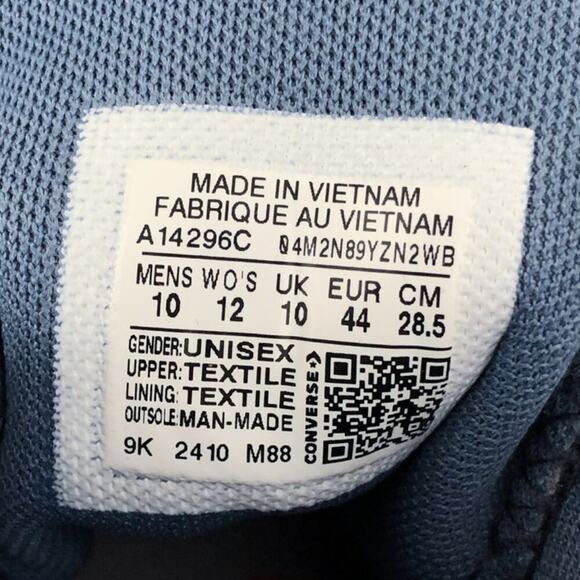 MADE IN VIETNAM
FABRIQUE AU VIETNAM
A14296C 04M2N89YZN2WB
MENS WO'S UK EUR CM
10 12 10 44 28.5
GENDER:UNISEX
UPPER:TEXTILE
LINING:TEXTILE
OUTSOLE:MAN-MADE
9K 2410 M88
CONVERSE